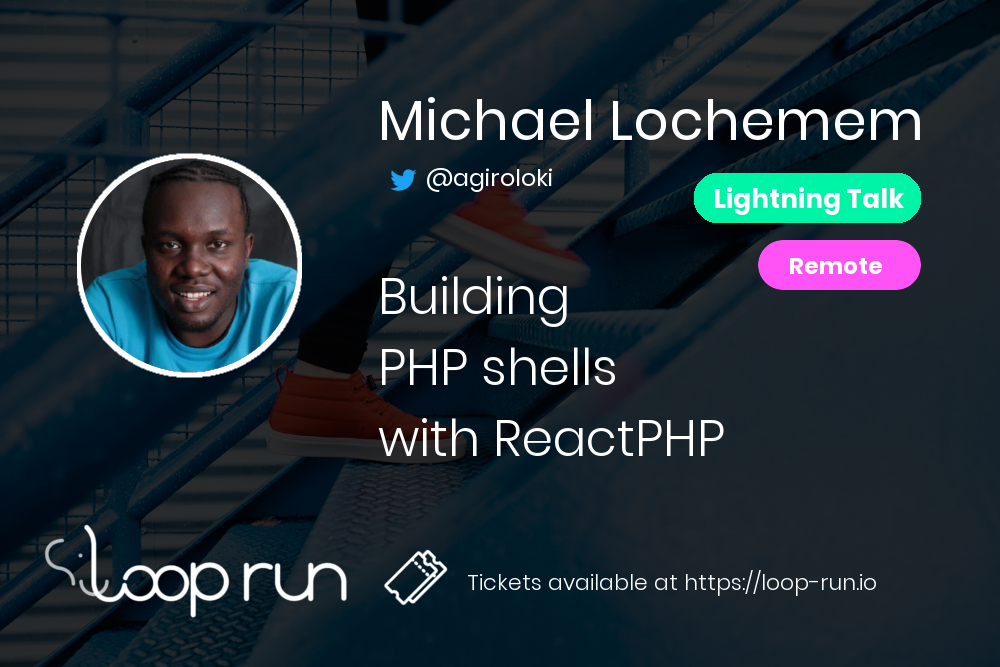 Michael Lochemem
@agiroloki
Lightning Talk
Remote
Building
PHP shells
with ReactPHP
loop run
Tickets available at https://loop-run.io